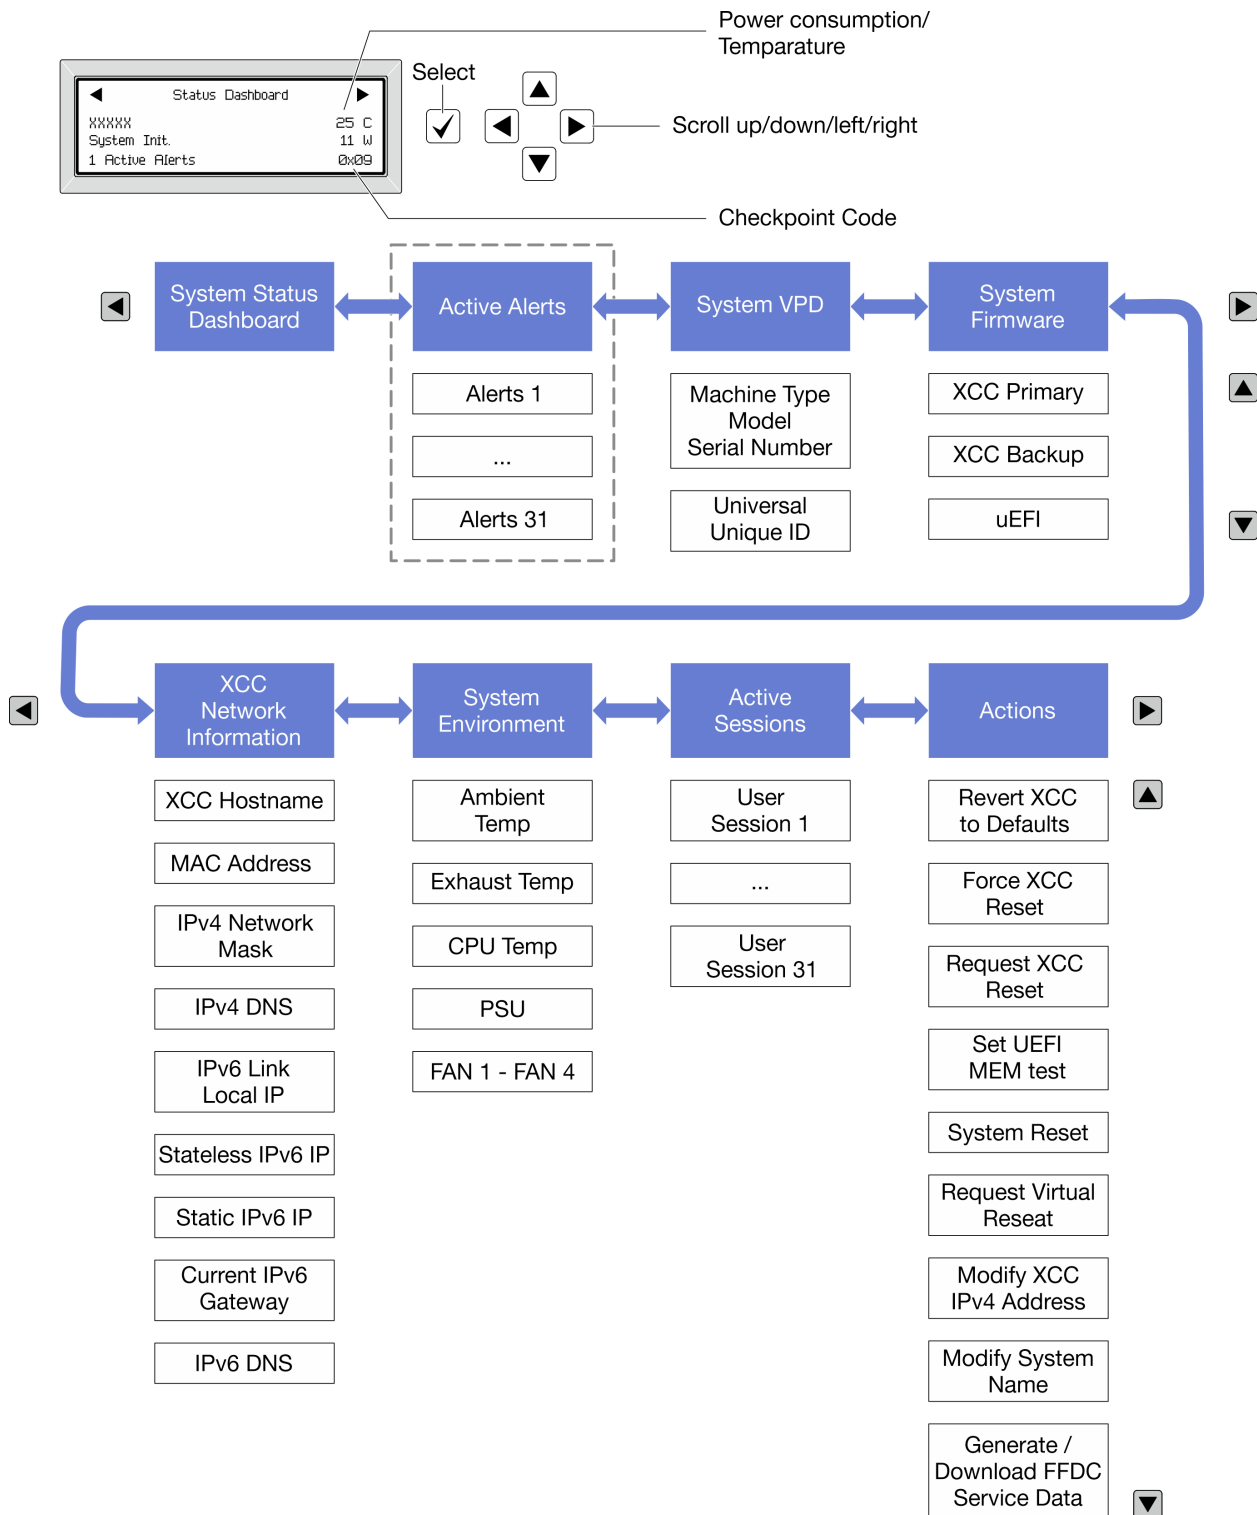 Power consumption/
Temparature
Select
Status Dashboard
XXXXX 25 C
System Init. 11 W
1 Active Alerts 0x09
Scroll up/down/left/right
Checkpoint Code
System Status
Dashboard
Active Alerts
System VPD
System
Firmware
Alerts 1
...
Alerts 31
Machine Type
Model
Serial Number
Universal
Unique ID
XCC Primary
XCC Backup
uEFI
XCC
Network
Information
System
Environment
Active
Sessions
Actions
XCC Hostname
MAC Address
IPv4 Network
Mask
IPv4 DNS
IPv6 Link
Local IP
Stateless IPv6 IP
Static IPv6 IP
Current IPv6
Gateway
IPv6 DNS
Ambient
Temp
Exhaust Temp
CPU Temp
PSU
FAN 1 - FAN 4
User
Session 1
...
User
Session 31
Revert XCC
to Defaults
Force XCC
Reset
Request XCC
Reset
Set UEFI
MEM test
System Reset
Request Virtual
Reseat
Modify XCC
IPv4 Address
Modify System
Name
Generate /
Download FFDC
Service Data